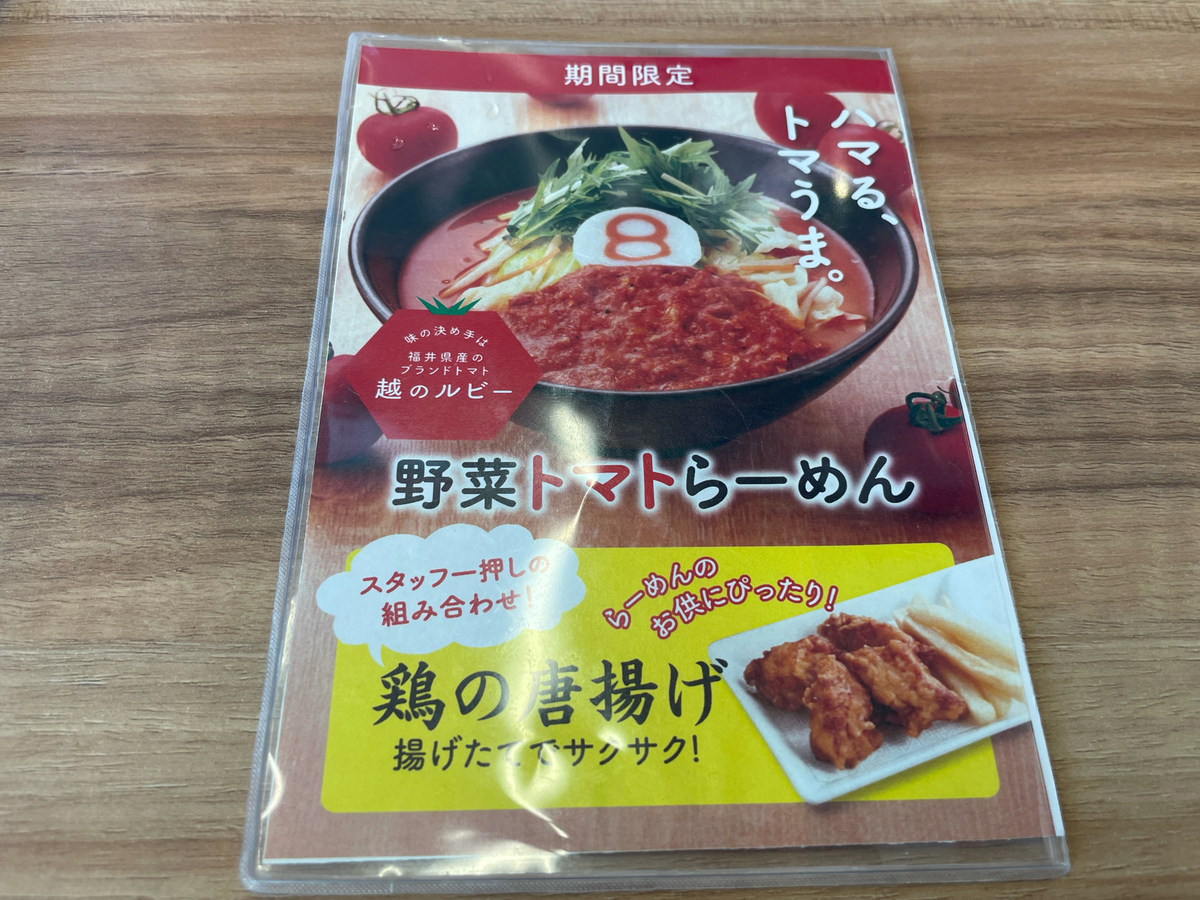 期間限定
ハマる、
トマうま。
8
味の決め手は
福井県産の
ブランドトマト
越のルビー
野菜トマトらーめん
スタッフ一押しの
組み合わせ!
らーめんの
お供にぴったり!
鶏の唐揚げ
揚げたてでサクサク!